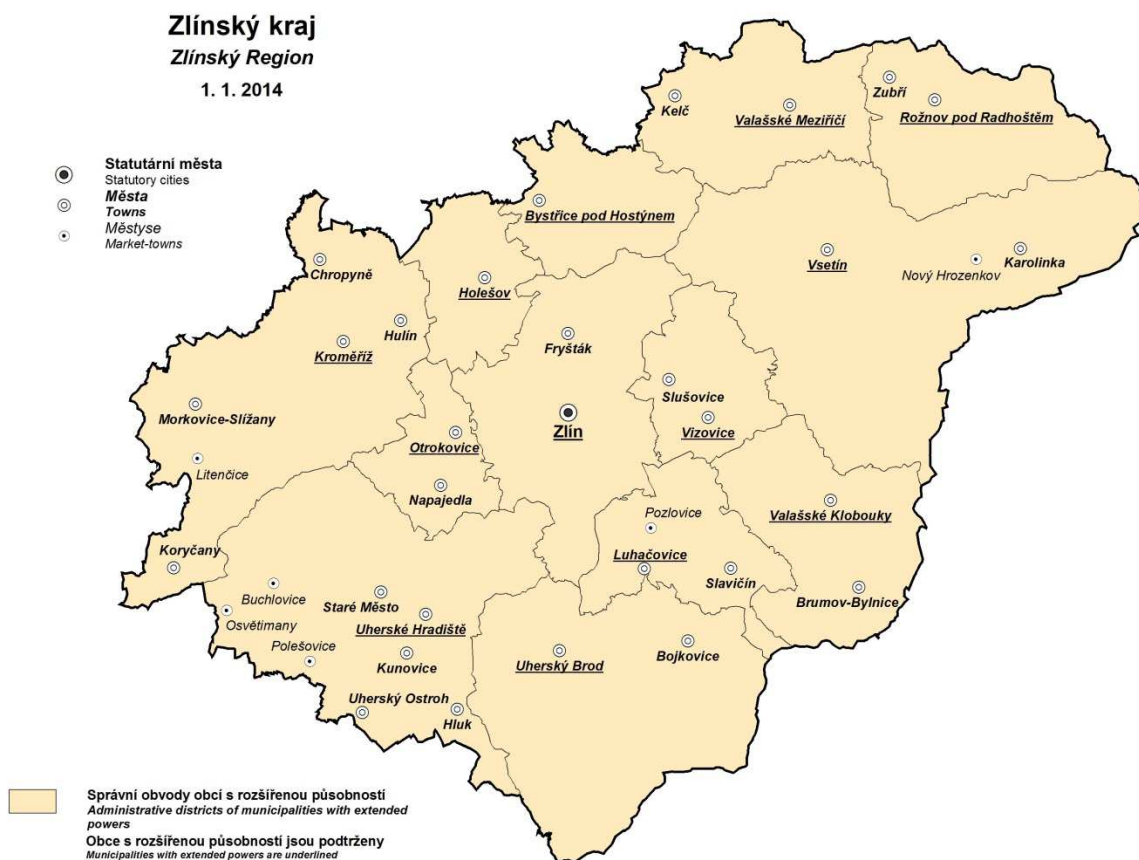 Zlínský kraj
Zlínský Region
1. 1. 2014
Statutární města
Statutory cities
Města
Towns
Městyse
Market-towns
Kelč
Valašské Meziříčí
Zubří
Rožnov pod Radhoštěm
Bystřice pod Hostýnem
Chropyně
Holešov
Vsetín
Nový Hrozenkov
Karolinka
Hulín
Kroměříž
Fryšták
Slušovice
Morkovice-Slížany
Zlín
Vizovice
Otrokovice
Litenčice
Napajedla
Valašské Klobouky
Pozlovice
Koryčany
Luhačovice
Slavičín
Brumov-Bylnice
Buchlovice
Staré Město
Osvětimany
Uherské Hradiště
Polešovice
Kunovice
Uherský Brod
Bojkovice
Uherský Ostroh
Hluk
Správní obvody obcí s rozšířenou působností
Administrative districts of municipalities with extended
powers
Obce s rozšířenou působností jsou podtrženy
Municipalities with extended powers are underlined